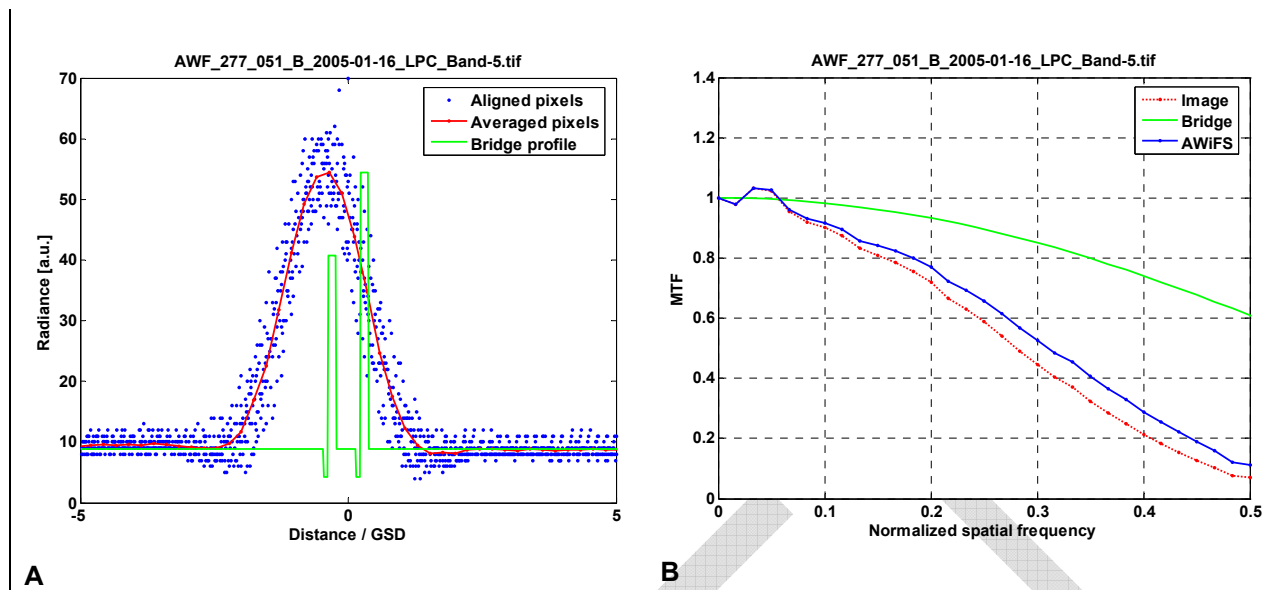 AWF_277_051_B_2005-01-16_LPC_Band-5.tif
70
60
50
40
30
20
10
0
-5
0
5
Radiance [a.u.]
Distance / GSD
Aligned pixels
Averaged pixels
Bridge profile
A
AWF_277_051_B_2005-01-16_LPC_Band-5.tif
1.4
1.2
1
0.8
0.6
0.4
0.2
0
0
0.1
0.2
0.3
0.4
0.5
MTF
Normalized spatial frequency
Image
Bridge
AWiFS
B